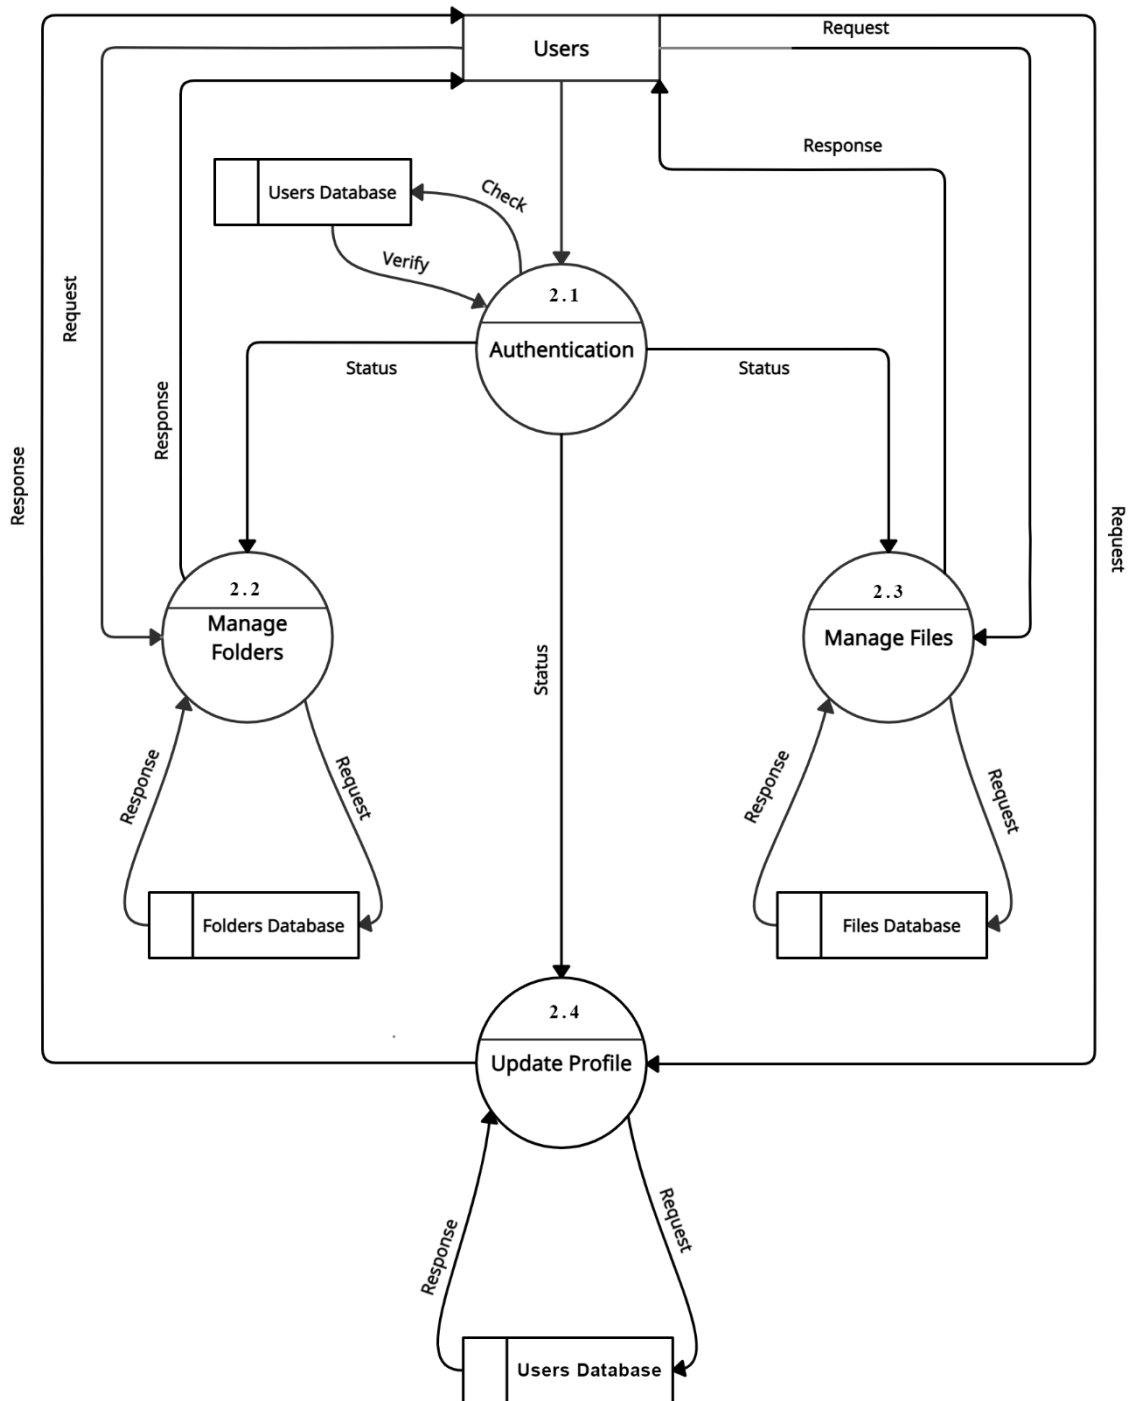 Users
Request
Response
Users Database
Check
Verify
2.1
Authentication
Request
Response
Status
Status
Response
Request
2.2
Manage
Folders
2.3
Manage Files
Status
Response
Request
Response
Request
Folders Database
Files Database
2.4
Update Profile
Response
Request
Users Database